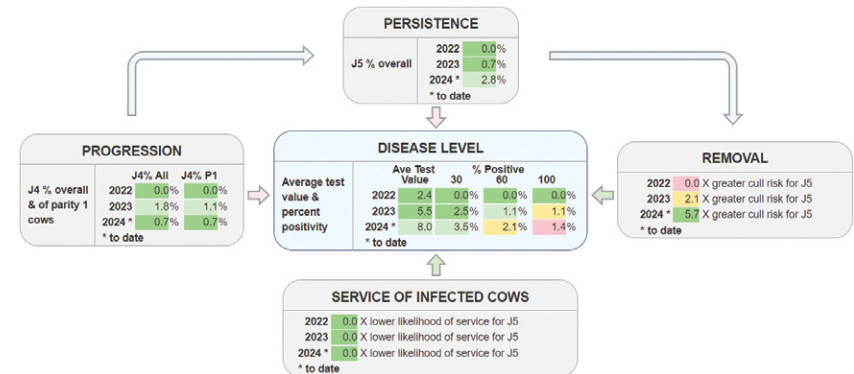 PERSISTENCE
J5 % overall
2022 0.0%
2023 0.7%
2024 * 2.8%
* to date
PROGRESSION
J4 % overall
& of parity 1
cows
J4% All J4% P1
2022 0.0% 0.0%
2023 1.8% 1.1%
2024 * 0.7% 0.7%
* to date
DISEASE LEVEL
Average test
value &
percent
positivity
Ave Test % Positive
Value 30 60 100
2022 2.4 0.0% 0.0% 0.0%
2023 5.5 2.5% 1.1% 1.1%
2024 * 8.0 3.5% 2.1% 1.4%
* to date
REMOVAL
2022 0.0 X greater cull risk for J5
2023 2.1 X greater cull risk for J5
2024 * 5.7 X greater cull risk for J5
* to date
SERVICE OF INFECTED COWS
2022 0.0 X lower likelihood of service for J5
2023 0.0 X lower likelihood of service for J5
2024 * 0.0 X lower likelihood of service for J5
* to date